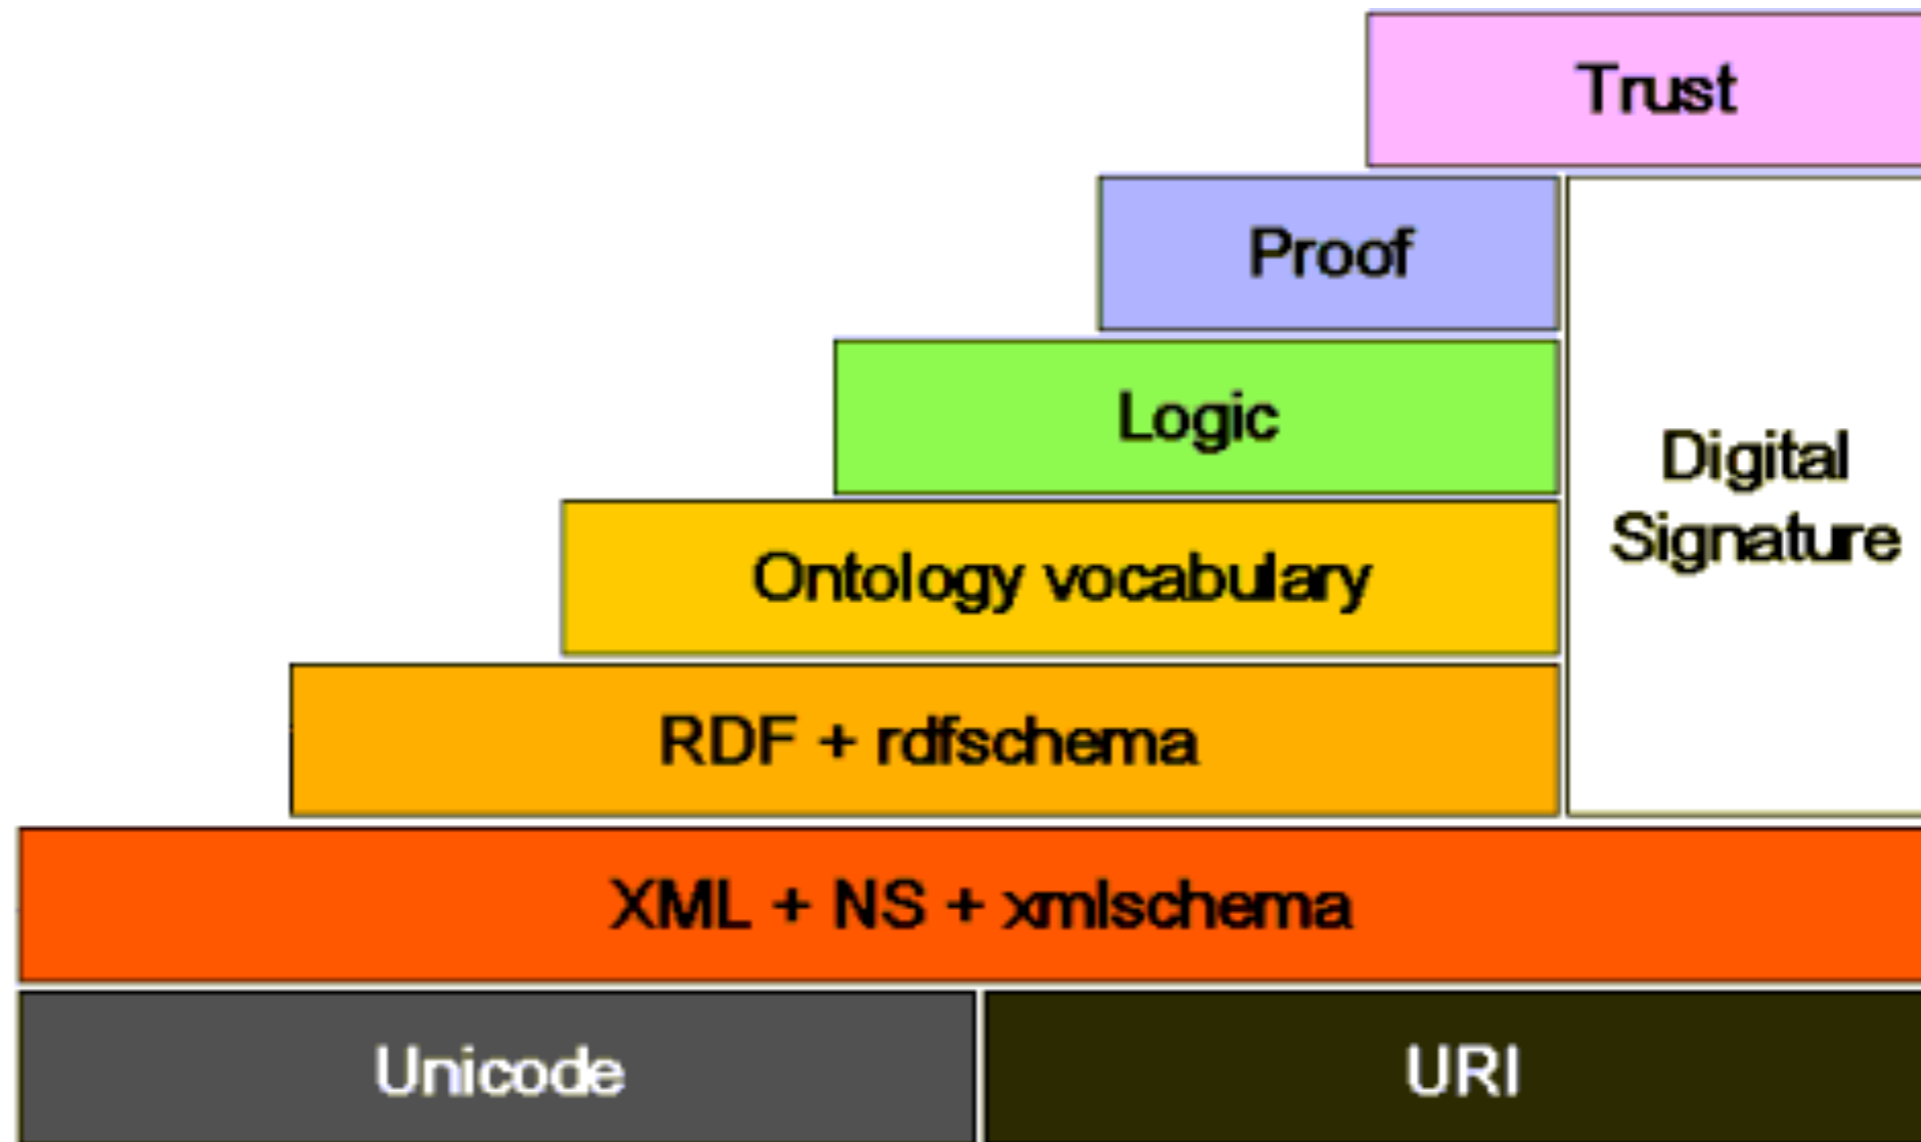 Trust
Proof
Logic
Digital
Signature
Ontology vocabulary
RDF + rdfschema
XML + NS + xmlschema
Unicode
URI